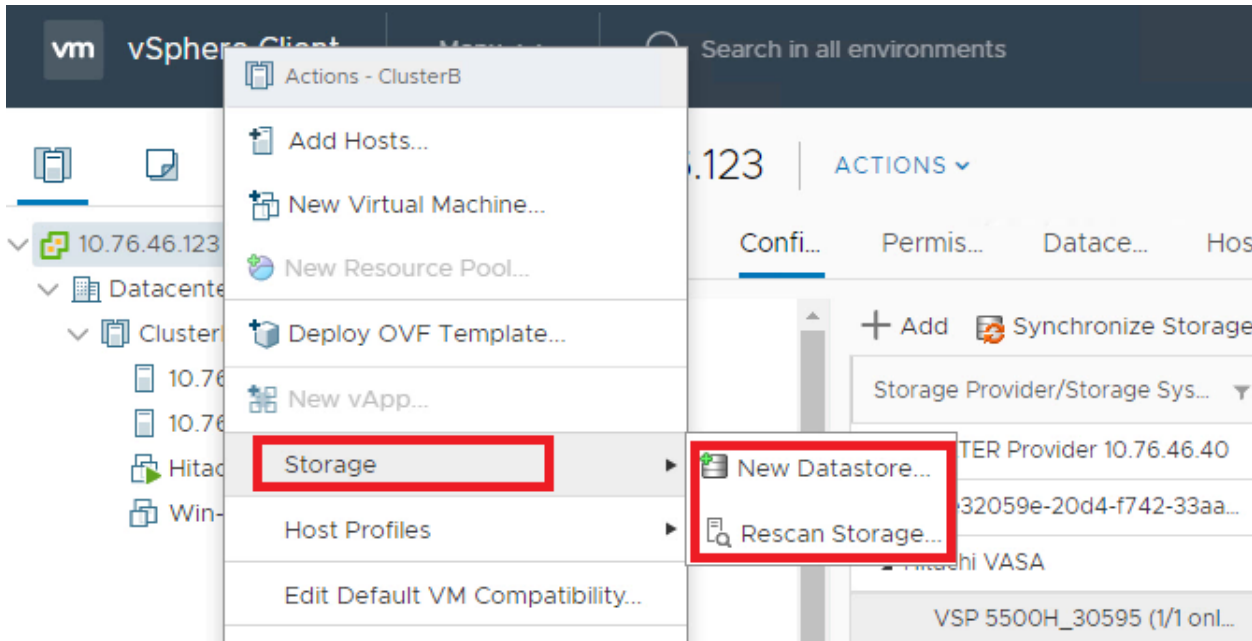 vm vSphere Client Menu Search in all environments
Actions - ClusterB
Add Hosts...
New Virtual Machine...
New Resource Pool...
Deploy OVF Template...
New vApp...
Storage
Host Profiles
Edit Default VM Compatibility...
New Datastore...
Rescan Storage...
10.76.46.123
Datacente
Cluster
10.76
10.76
Hitac
Win-
.123 ACTIONS
Confi... Permis... Datace... Hos
Add Synchronize Storage
Storage Provider/Storage Sys...
TER Provider 10.76.46.40
e32059e-20d4-f742-33aa...
Hitachi VASA
VSP 5500H_30595 (1/1 onl...